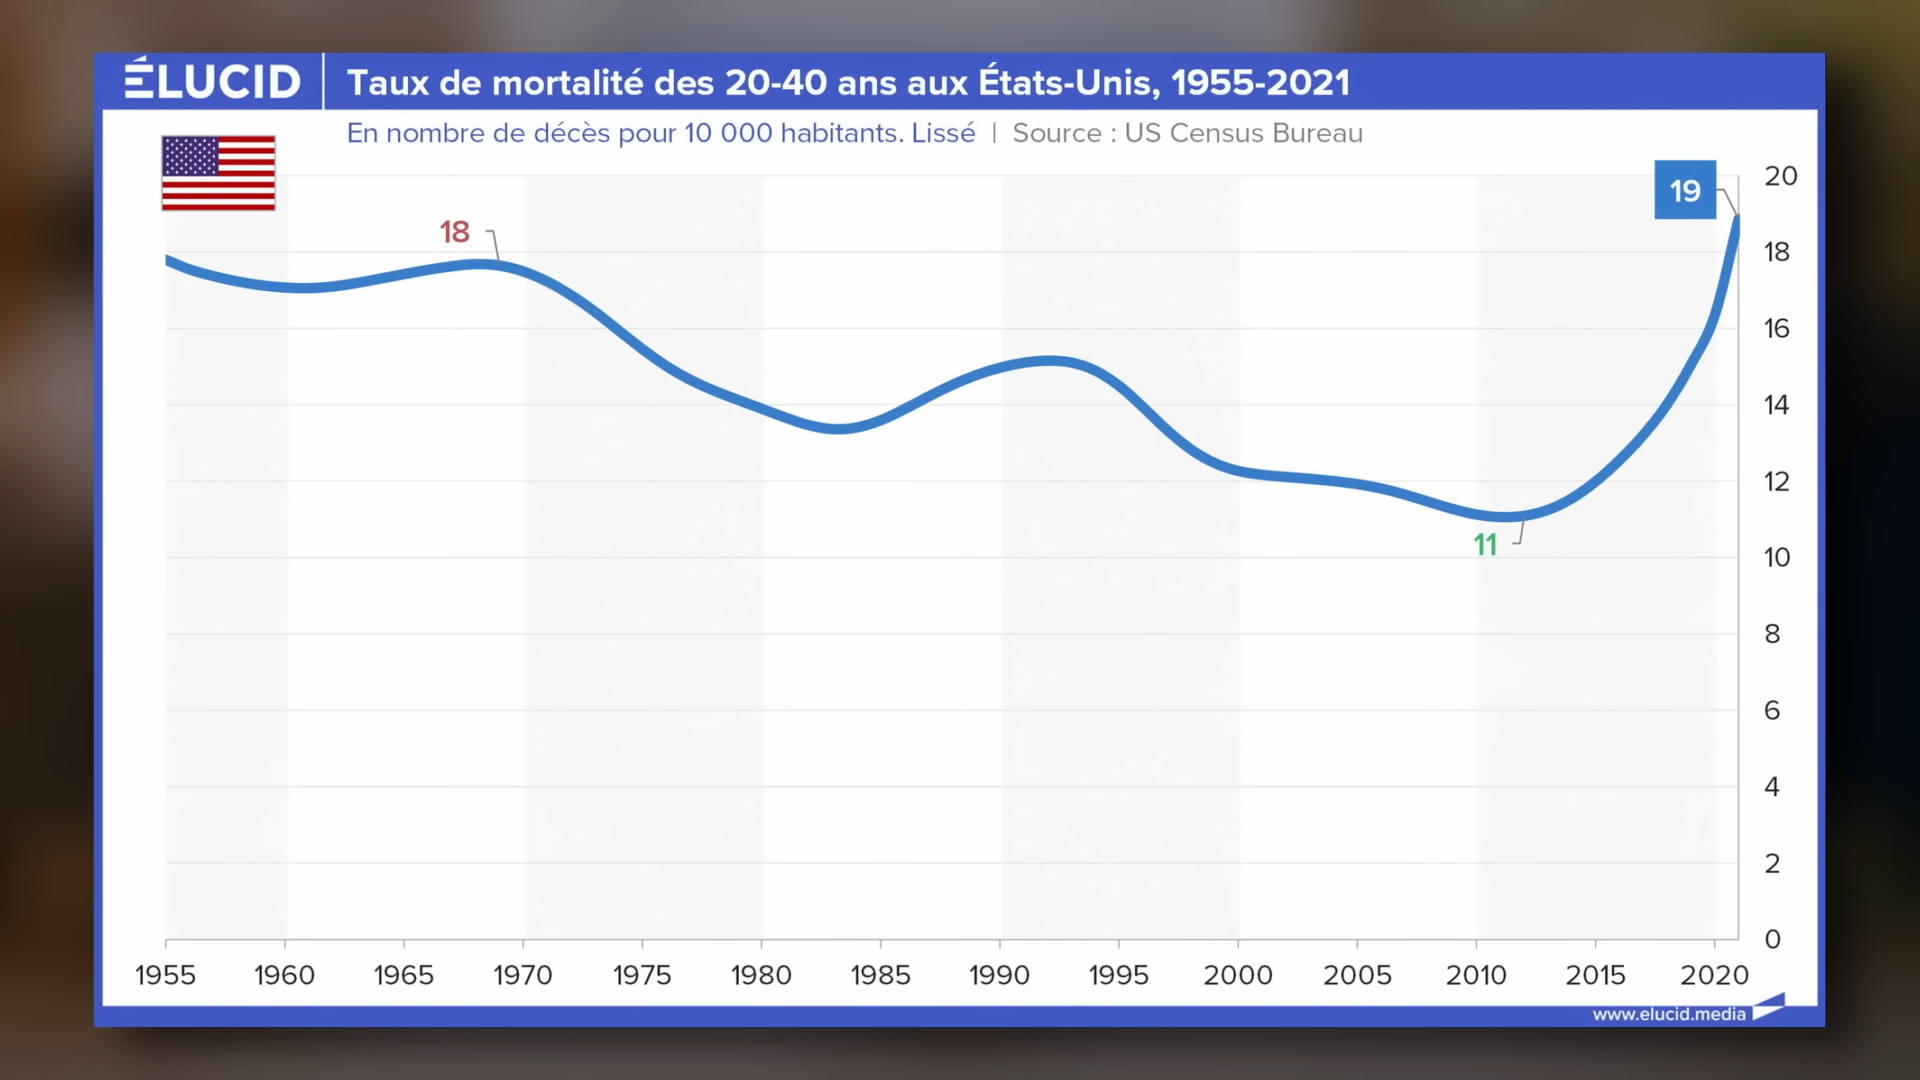 ÉLUCID
Taux de mortalité des 20-40 ans aux États-Unis, 1955-2021
En nombre de décès pour 10 000 habitants. Lissé | Source : US Census Bureau
19
20
18
18
16
14
12
11
10
8
6
4
2
0
1955 1960 1965 1970 1975 1980 1985 1990 1995 2000 2005 2010 2015 2020
www.elucid.media